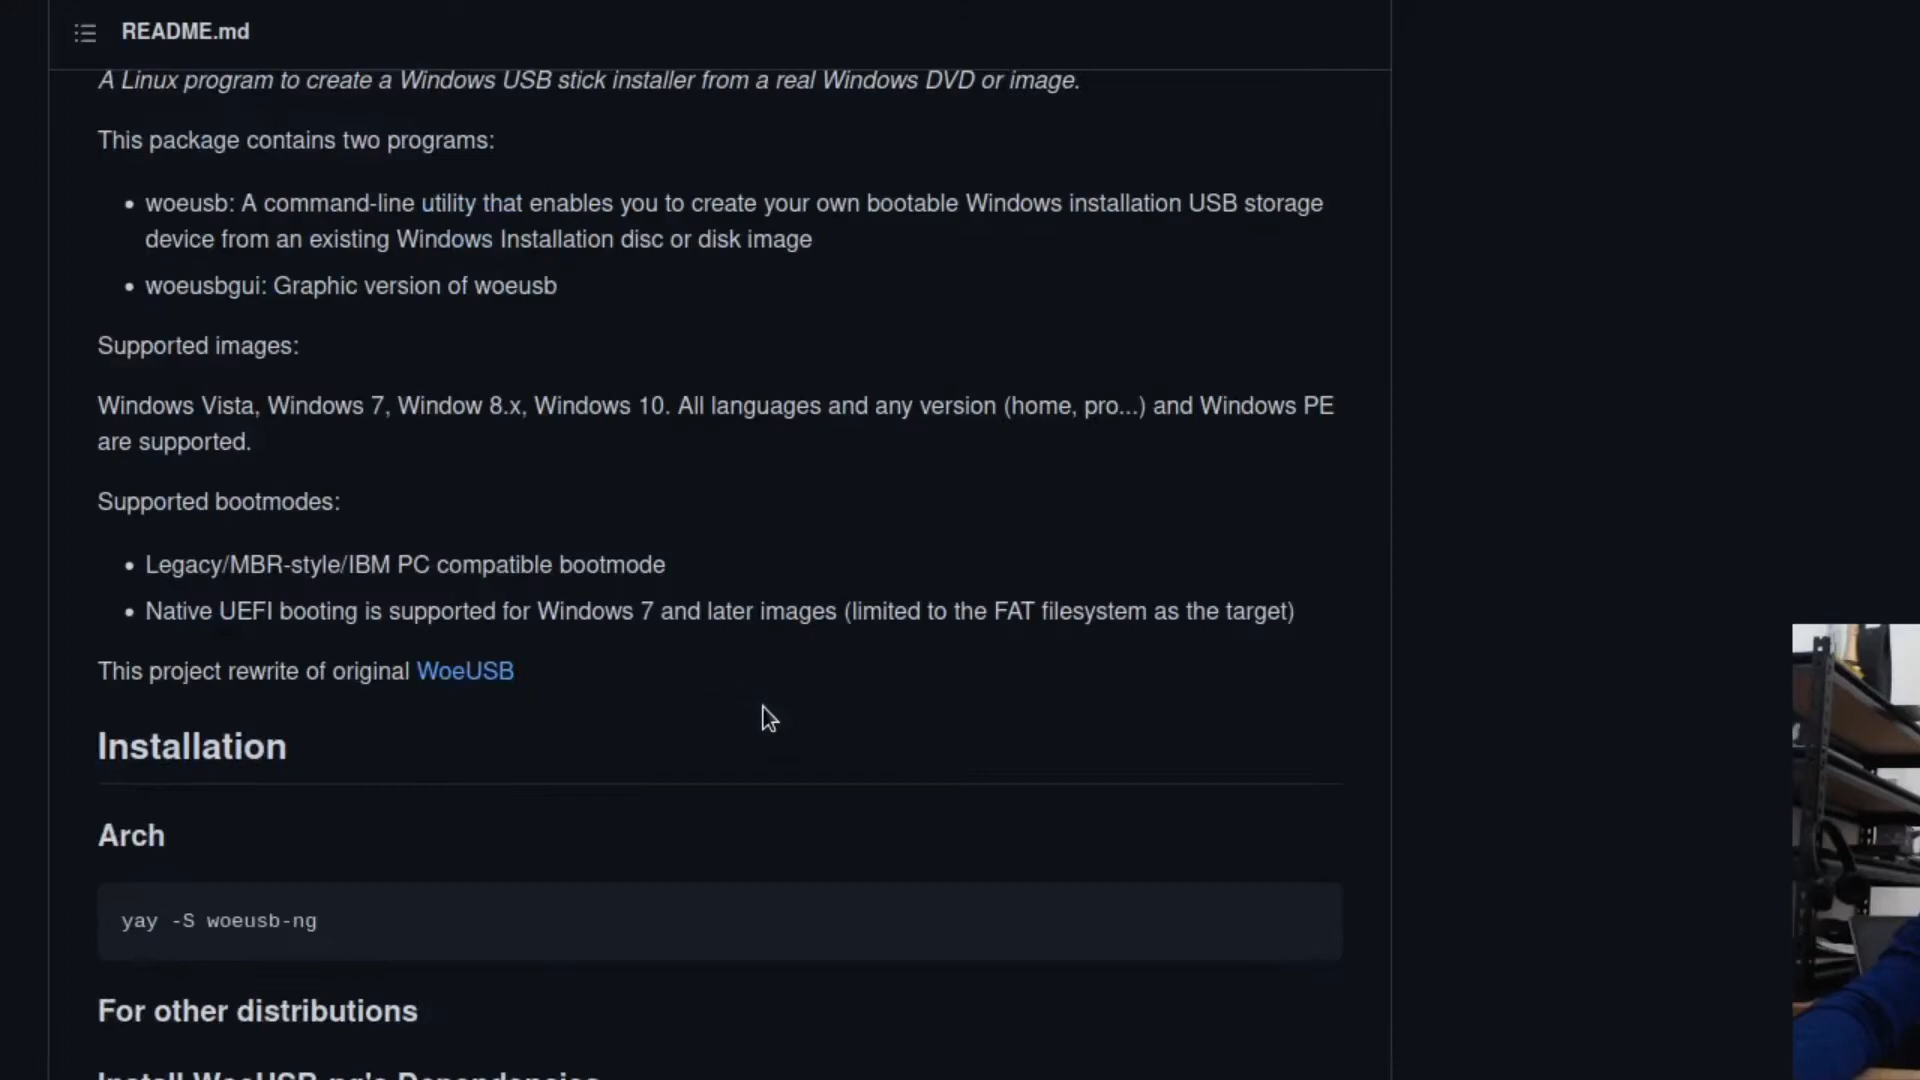 README.md
A Linux program to create a Windows USB stick installer from a real Windows DVD or image.
This package contains two programs:
• woeusb: A command-line utility that enables you to create your own bootable Windows installation USB storage
device from an existing Windows Installation disc or disk image
• woeusbgui: Graphic version of woeusb
Supported images:
Windows Vista, Windows 7, Window 8.x, Windows 10. All languages and any version (home, pro...) and Windows PE
are supported.
Supported bootmodes:
• Legacy/MBR-style/IBM PC compatible bootmode
• Native UEFI booting is supported for Windows 7 and later images (limited to the FAT filesystem as the target)
This project rewrite of original WoeUSB
Installation
Arch
yay -S woeusb-ng
For other distributions
Install WoeUSB-ng's Dependencies